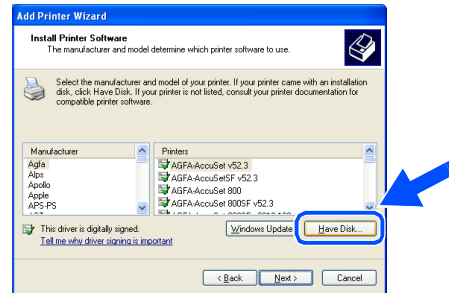 Add Printer Wizard
Install Printer Software
The manufacturer and model determine which printer software to use.
Select the manufacturer and model of your printer. If your printer came with an installation
disk, click Have Disk. If your printer is not listed, consult your printer documentation for
compatible printer software.
Manufacturer
Agfa
Alps
Apollo
Apple
APS-PS
Printers
AGFA-AccuSet v52.3
AGFA-AccuSetSF v52.3
AGFA-AccuSet 800
AGFA-AccuSet 800SF v52.3
This driver is digitally signed.
Tell me why driver signing is important
Windows Update
Have Disk...
< Back
Next >
Cancel